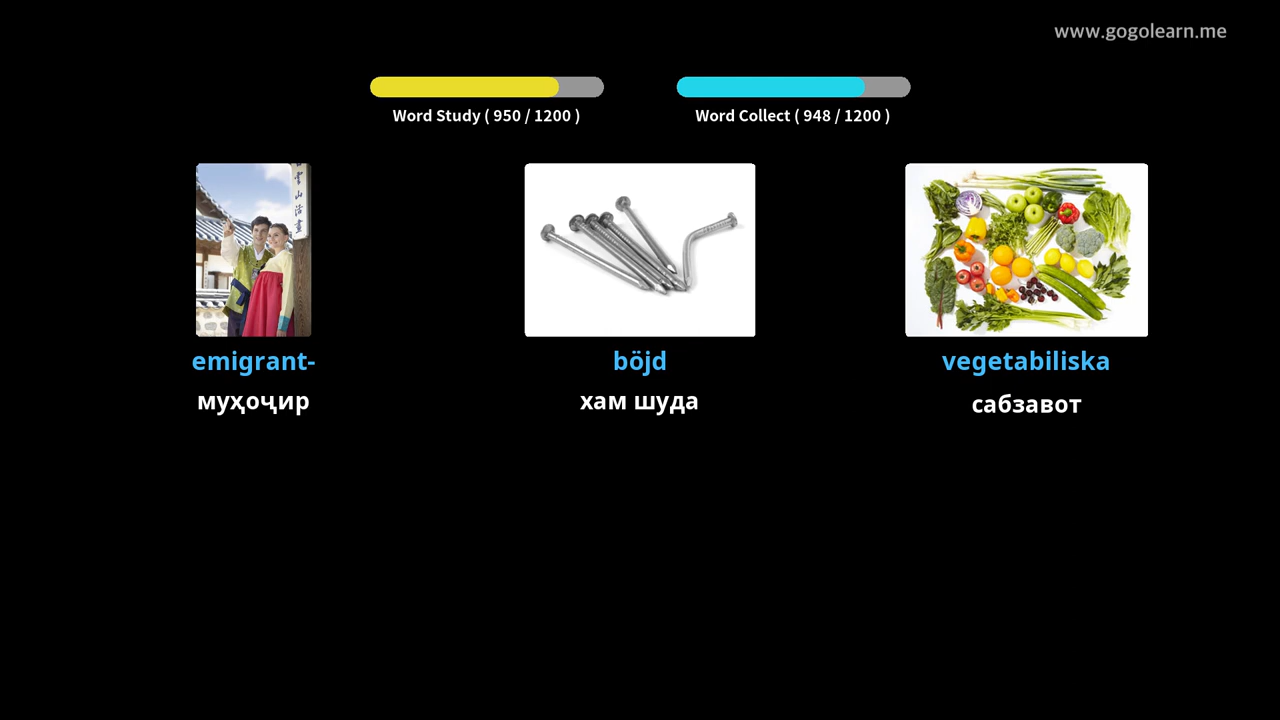 www.gogolearn.me
Word Study ( 950 / 1200 )
Word Collect ( 948 / 1200 )
emigrant-
муҳоҷир
böjd
хам шуда
vegetabiliska
сабзавот